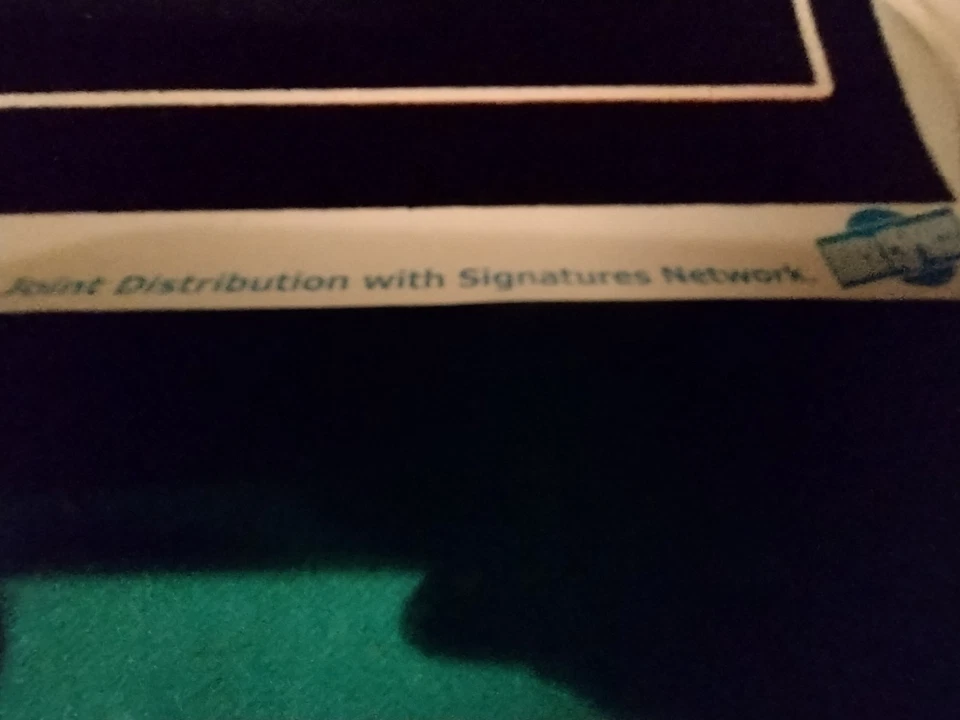 Joint Distribution with Signatures Network.